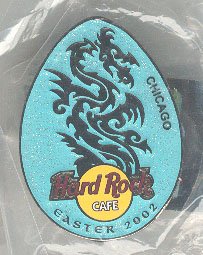 CHICAGO
Hard Rock
CAFE
EASTER 2002